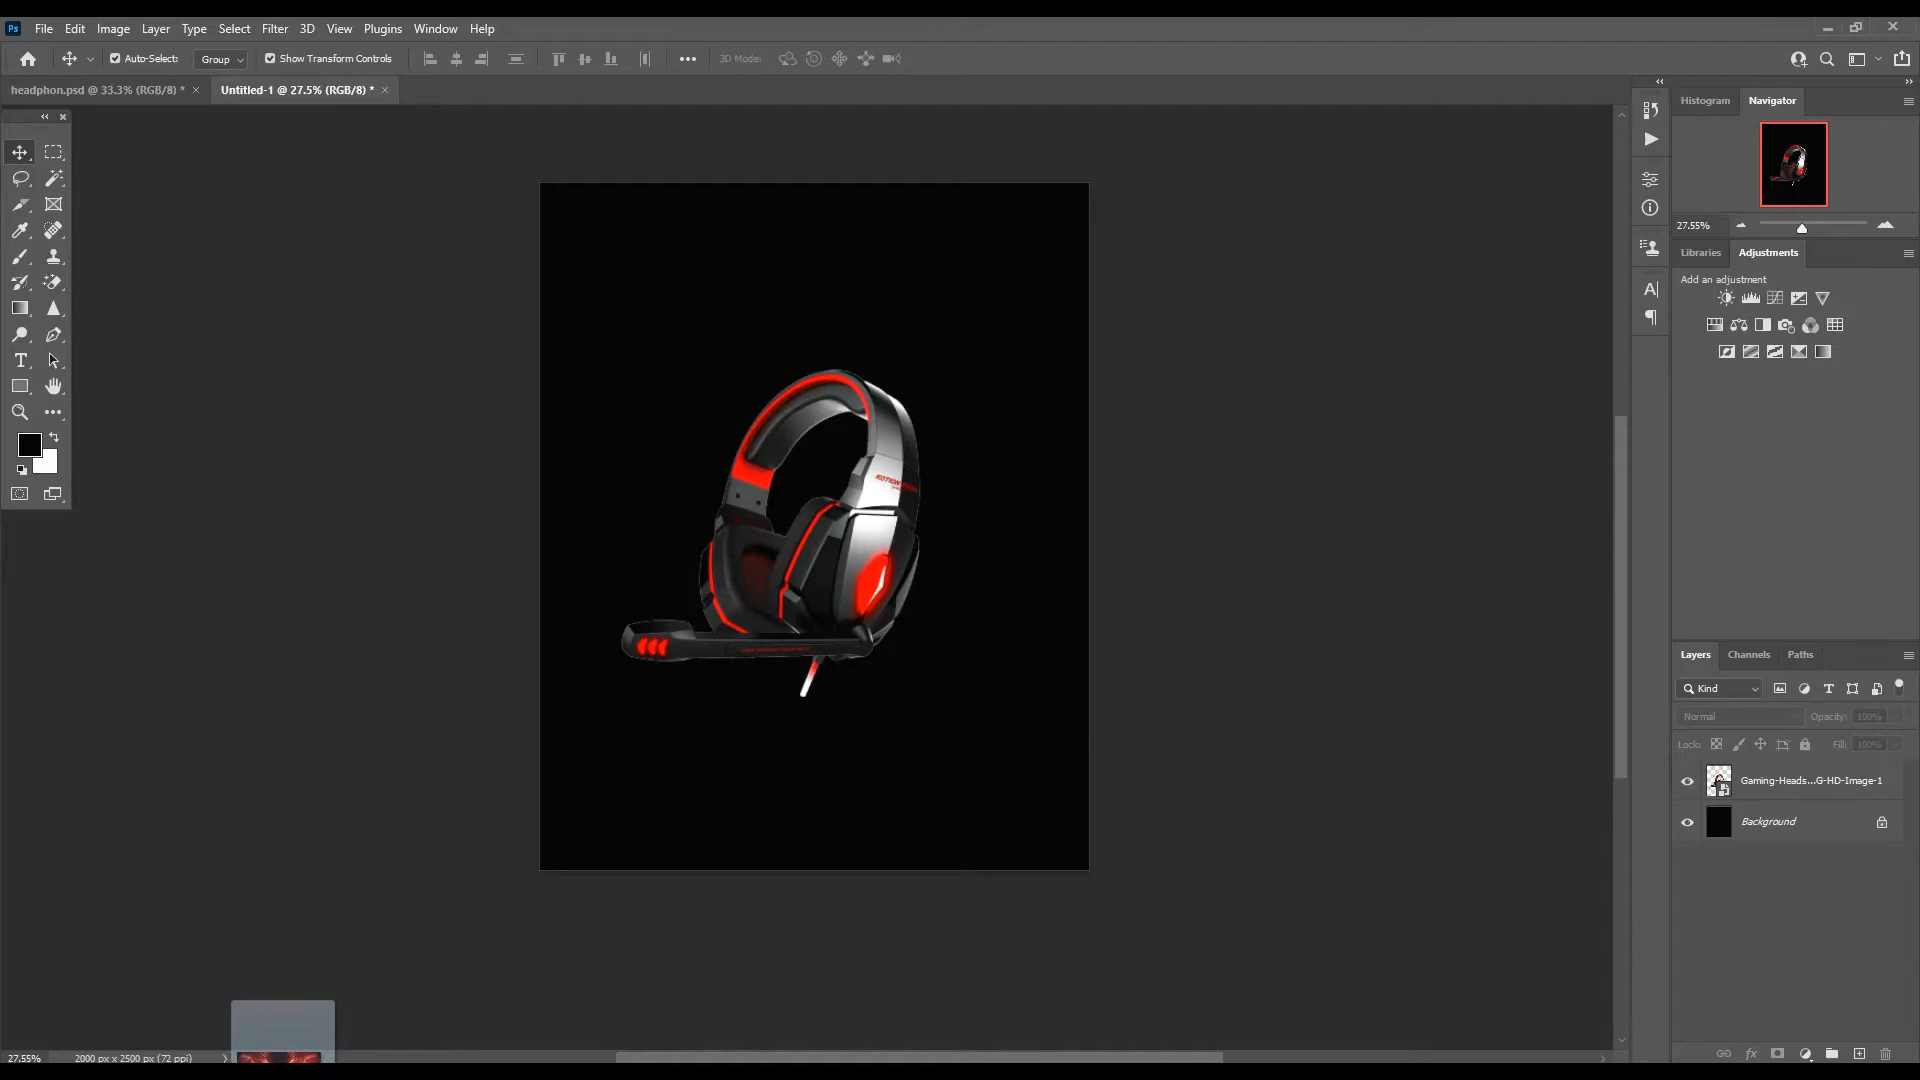 Ps File Edit Image Layer Type Select Filter 3D View Plugins Window Help
Auto-Select: Group Show Transform Controls 3D Mode:
headphon.psd @ 33.3% (RGB/8) * Untitled-1 @ 27.5% (RGB/8) *
Histogram Navigator
27.55%
Libraries Adjustments
Add an adjustment
KOTION
Layers Channels Paths
Kind
Normal Opacity: 100%
Lock: Fill: 100%
Gaming-Heads...G-HD-Image-1
Background
27.55% 2000 px x 2500 px (72 ppi)